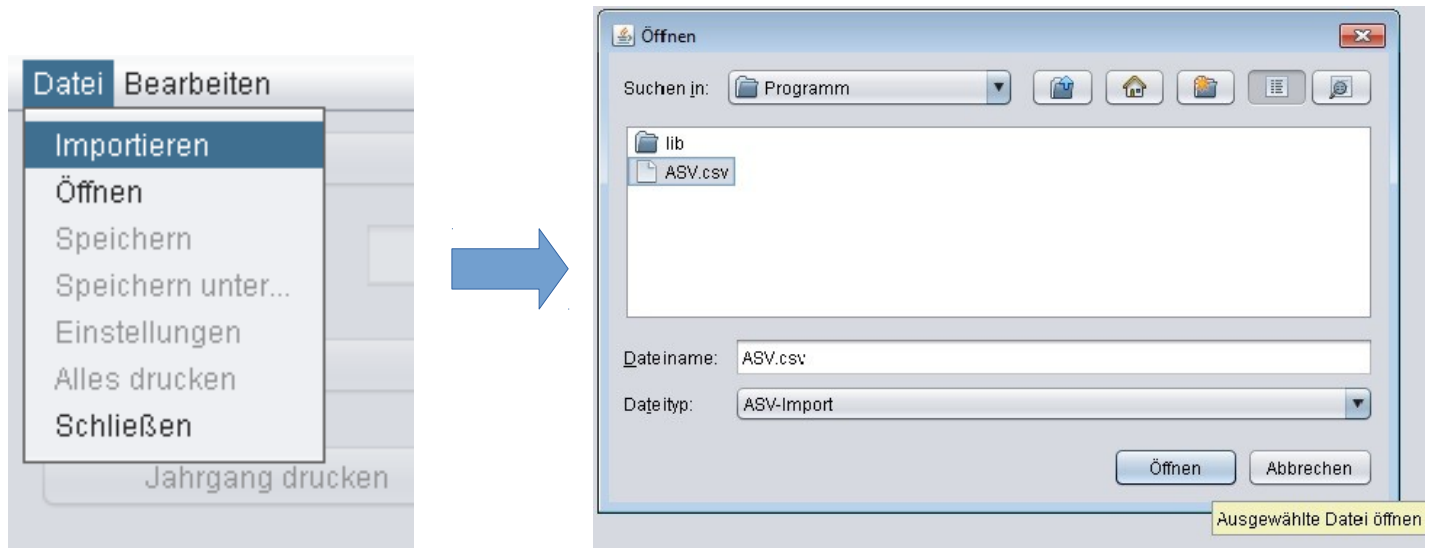 Datei Bearbeiten
Importieren
Öffnen
Speichern
Speichern unter...
Einstellungen
Alles drucken
Schließen
Jahrgang drucken
Öffnen
Suchen in: Programm
lib
ASV.csv
Dateiname: ASV.csv
Dateityp: ASV-Import
Öffnen Abbrechen
Ausgewählte Datei öffnen